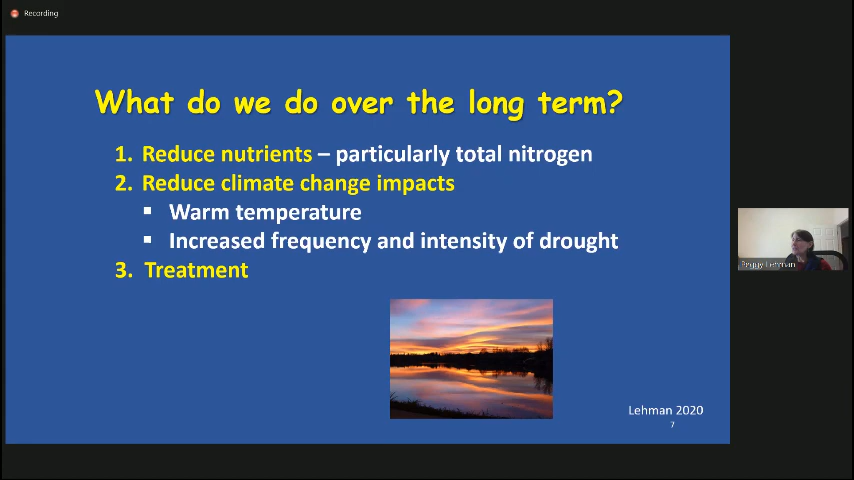 Recording
What do we do over the long term?
1. Reduce nutrients – particularly total nitrogen
2. Reduce climate change impacts
▪ Warm temperature
▪ Increased frequency and intensity of drought
3. Treatment
Peggy Lehman
Lehman 2020
7